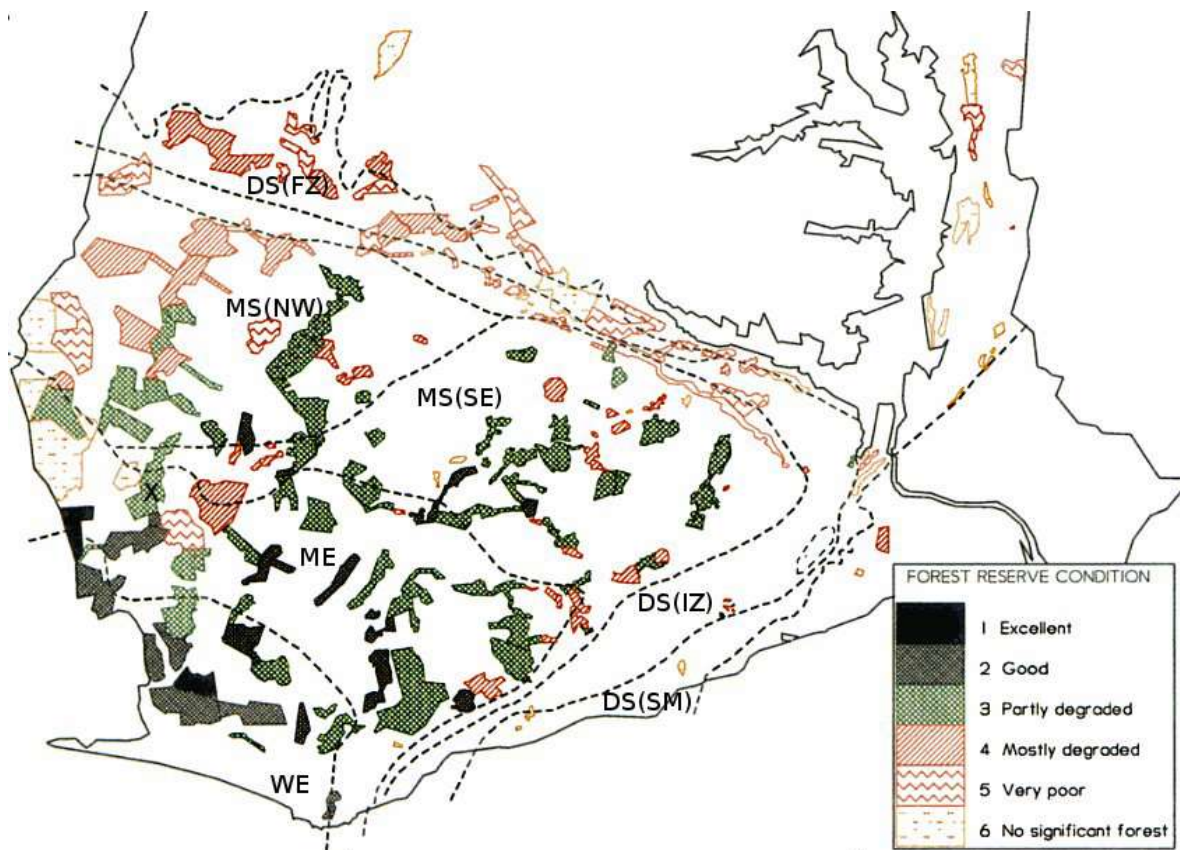 DS(FZ)
MS(NW)
MS(SE)
X
ME
DS(IZ)
DS(SM)
WE
FOREST RESERVE CONDITION
1 Excellent
2 Good
3 Partly degraded
4 Mostly degraded
5 Very poor
6 No significant forest